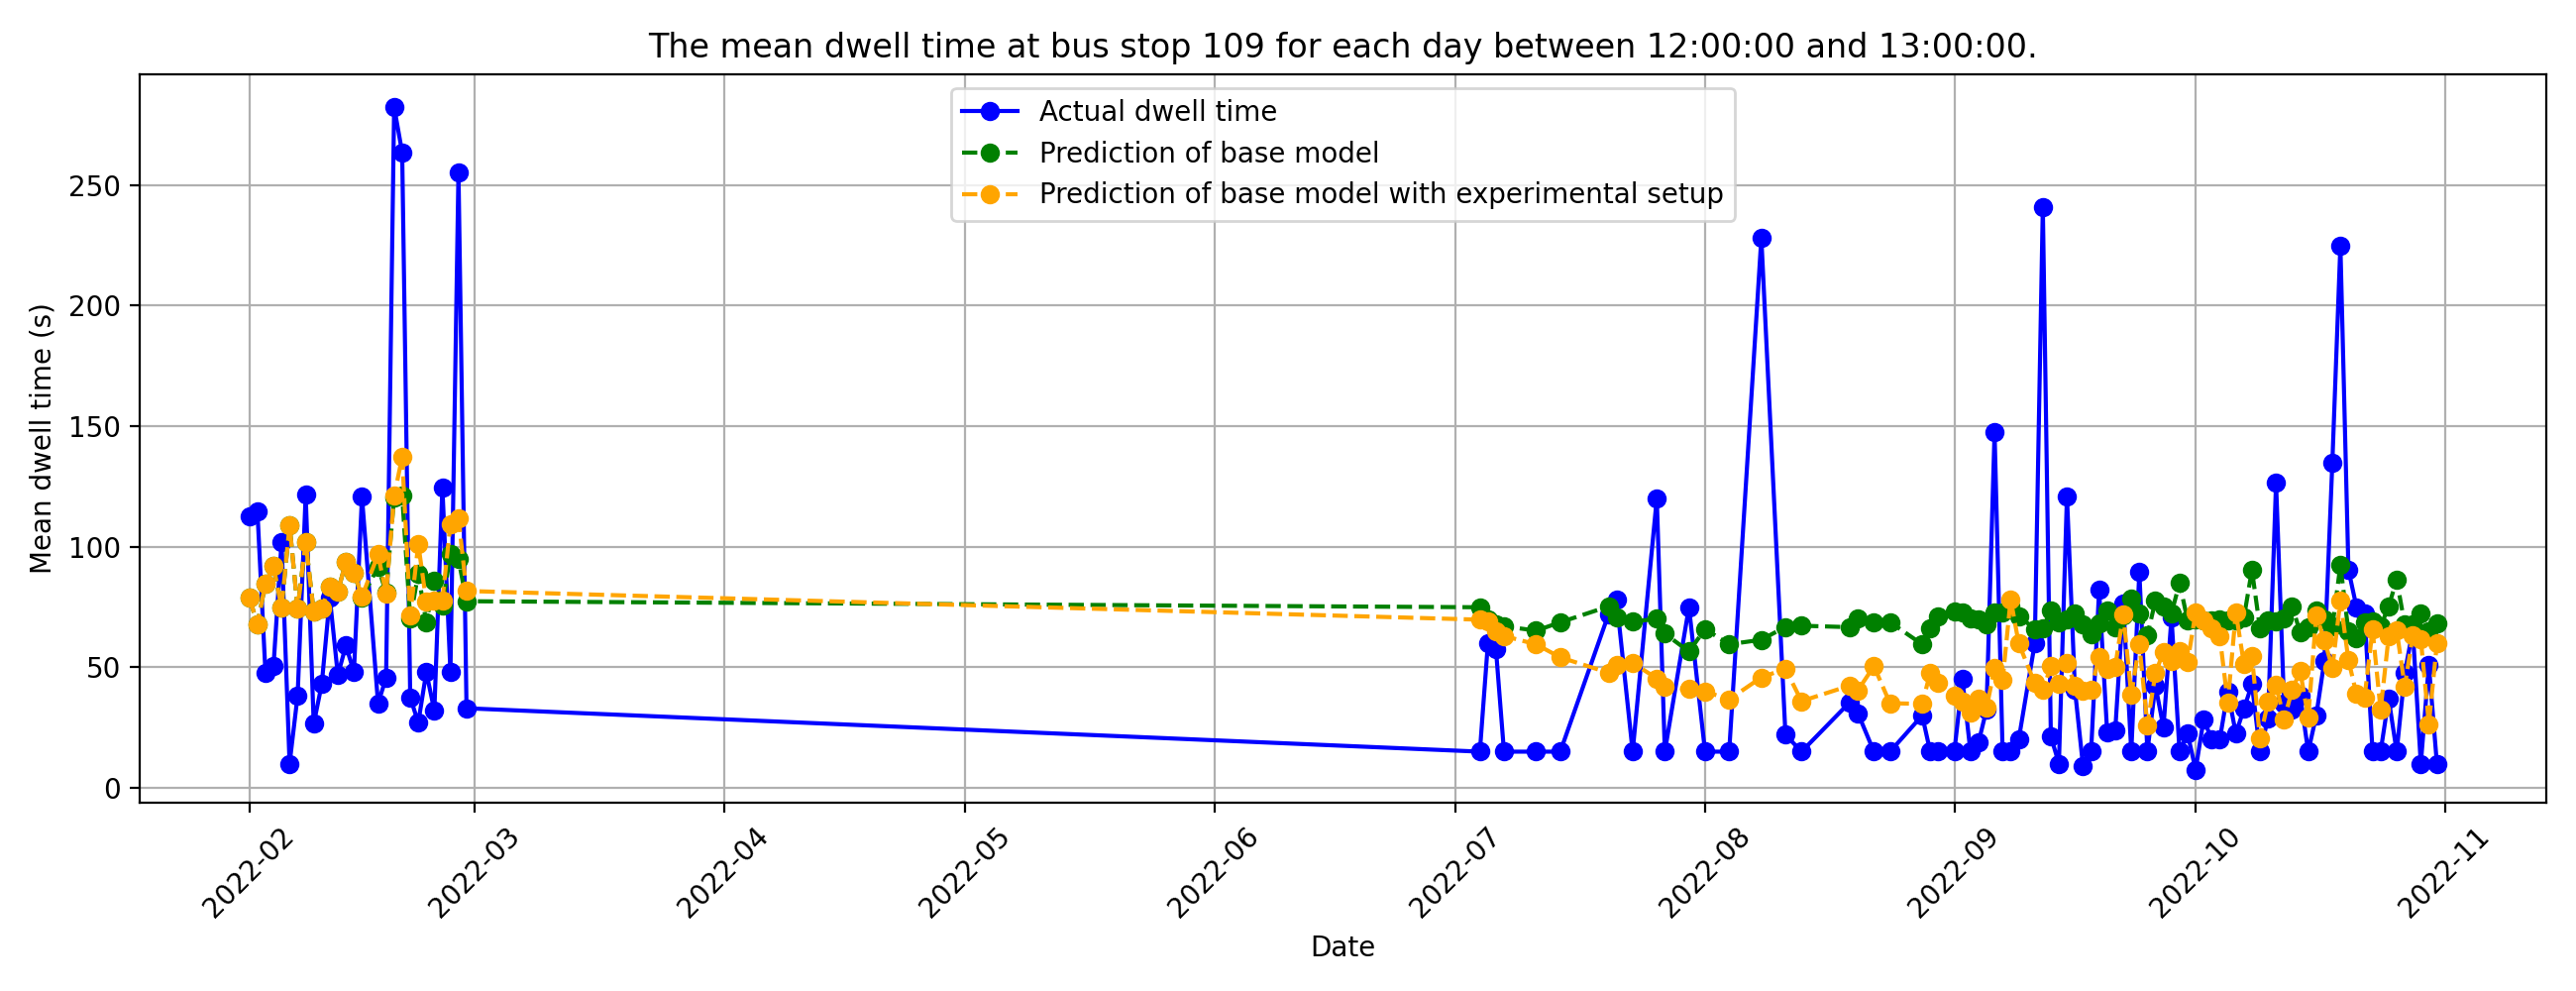 The mean dwell time at bus stop 109 for each day between 12:00:00 and 13:00:00.
Actual dwell time
Prediction of base model
Prediction of base model with experimental setup
Mean dwell time (s)
250
200
150
100
50
0
2022-02
2022-03
2022-04
2022-05
2022-06
2022-07
2022-08
2022-09
2022-10
2022-11
Date